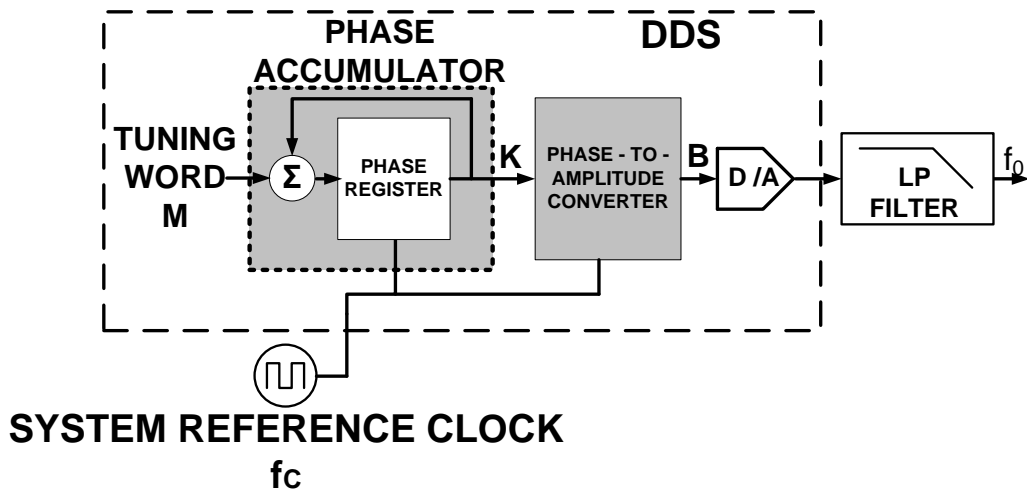 PHASE
ACCUMULATOR
DDS
TUNING
WORD
M
Σ
PHASE
REGISTER
K
PHASE - TO -
AMPLITUDE
CONVERTER
B
D /A
LP
FILTER
f0
SYSTEM REFERENCE CLOCK
fc